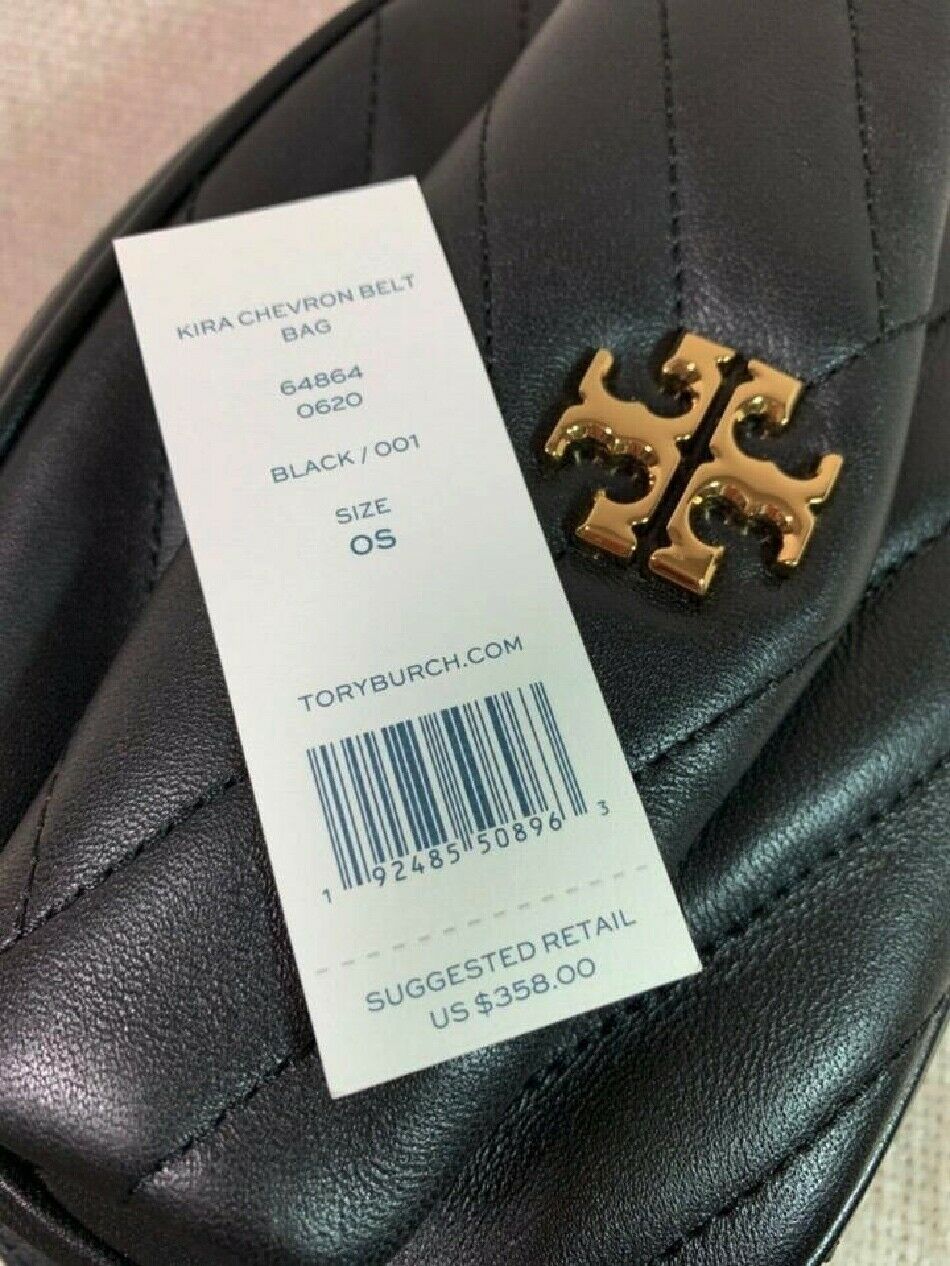 KIRA CHEVRON BELT
BAG
64864
0620
BLACK / 001
SIZE
OS
TORYBURCH.COM
1 92485 50896 3
SUGGESTED RETAIL
US $358.00